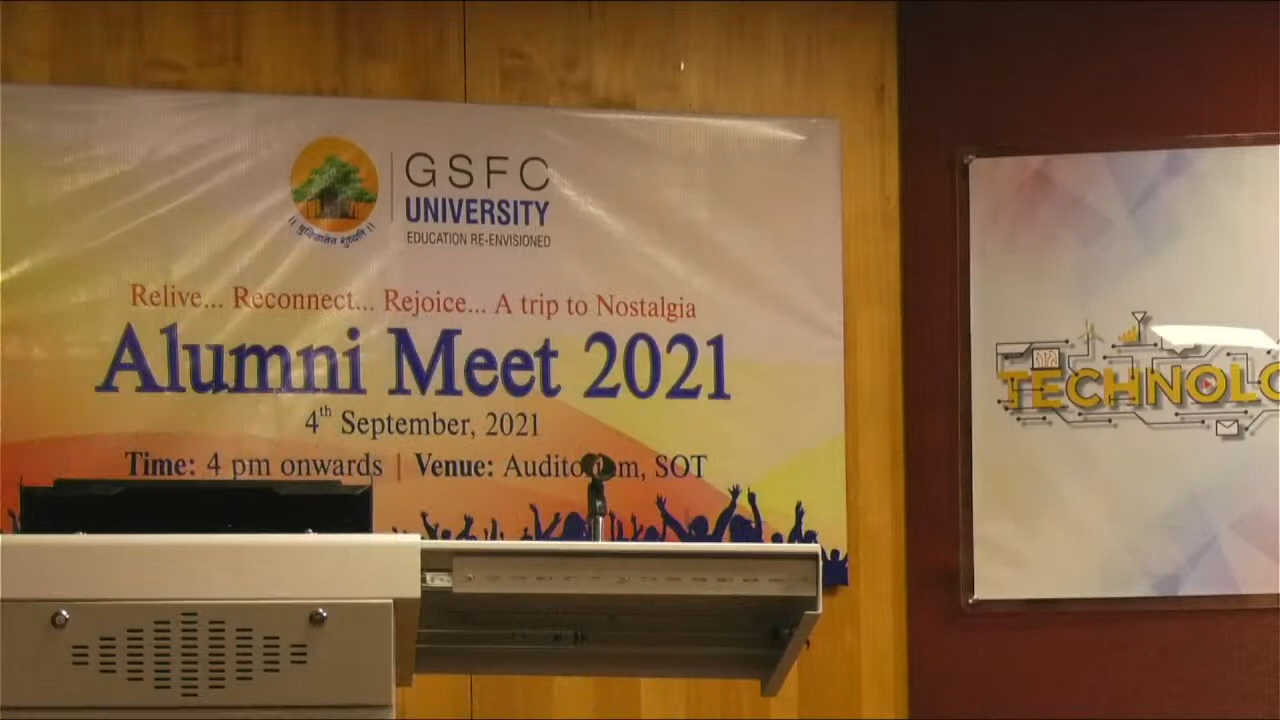 GSFC
UNIVERSITY
EDUCATION RE-ENVISIONED
Relive... Reconnect... Rejoice... A trip to Nostalgia
Alumni Meet 2021
4th September, 2021
Time: 4 pm onwards | Venue: Auditorium, SOT
TECHNOLO